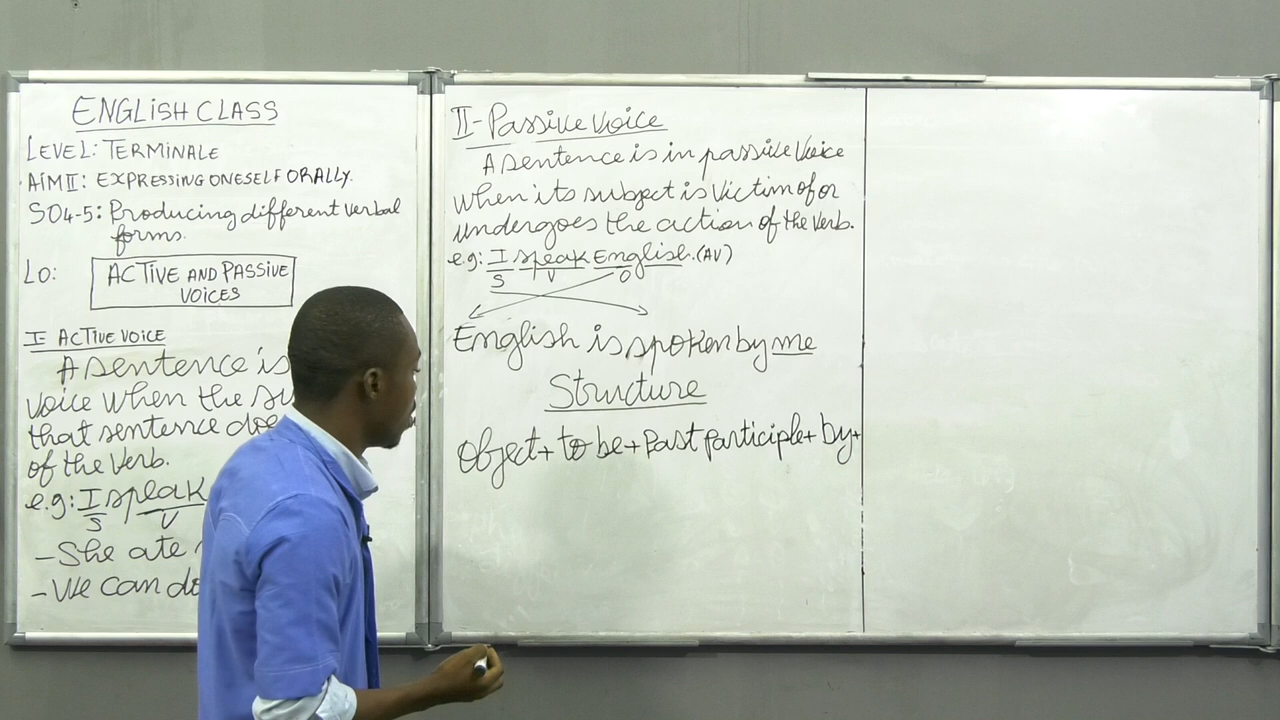 ENGLISH CLASS
LEVEL: TERMINALE
AIM II: EXPRESSING ONESELF ORALLY.
SO4-5: Producing different verbal
forms.
LO: ACTIVE AND PASSIVE
VOICES
I- ACTIVE VOICE
A sentence is
voice when the su
that sentence doe
of the verb.
e.g: I speak
S V
- She ate
- We can do
II- Passive voice
A sentence is in passive voice
when its subject is victim of or
undergoes the action of the verb.
e.g: I speak English. (AV)
S V O
English is spoken by me
Structure
Object + to be + Past participle + by +